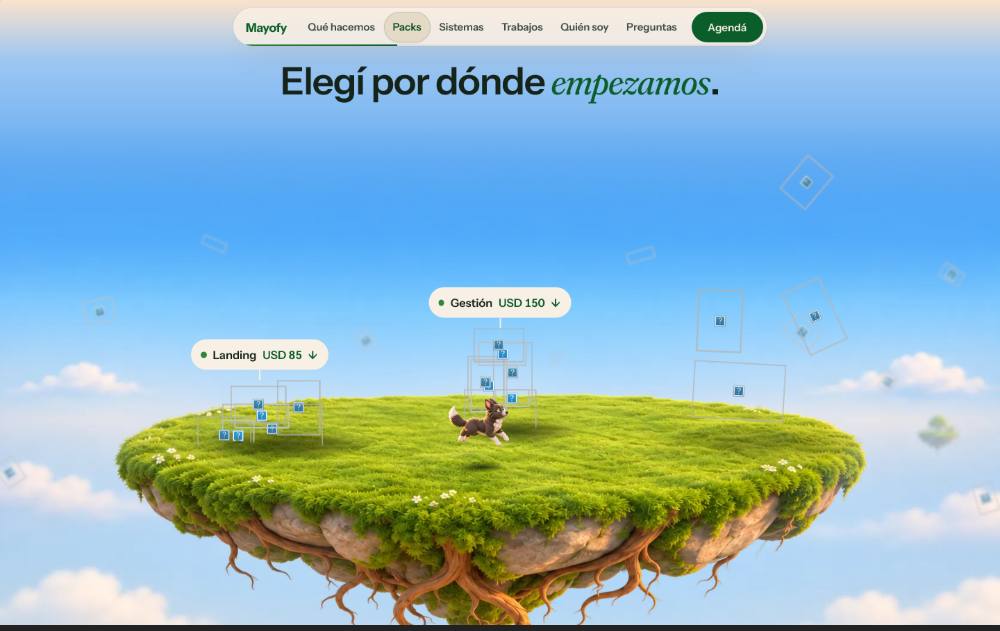 Mayofy Qué hacemos Packs Sistemas Trabajos Quién soy Preguntas Agendá
Elegí por dónde empezamos.
Gestión USD 150 ↓
Landing USD 85 ↓